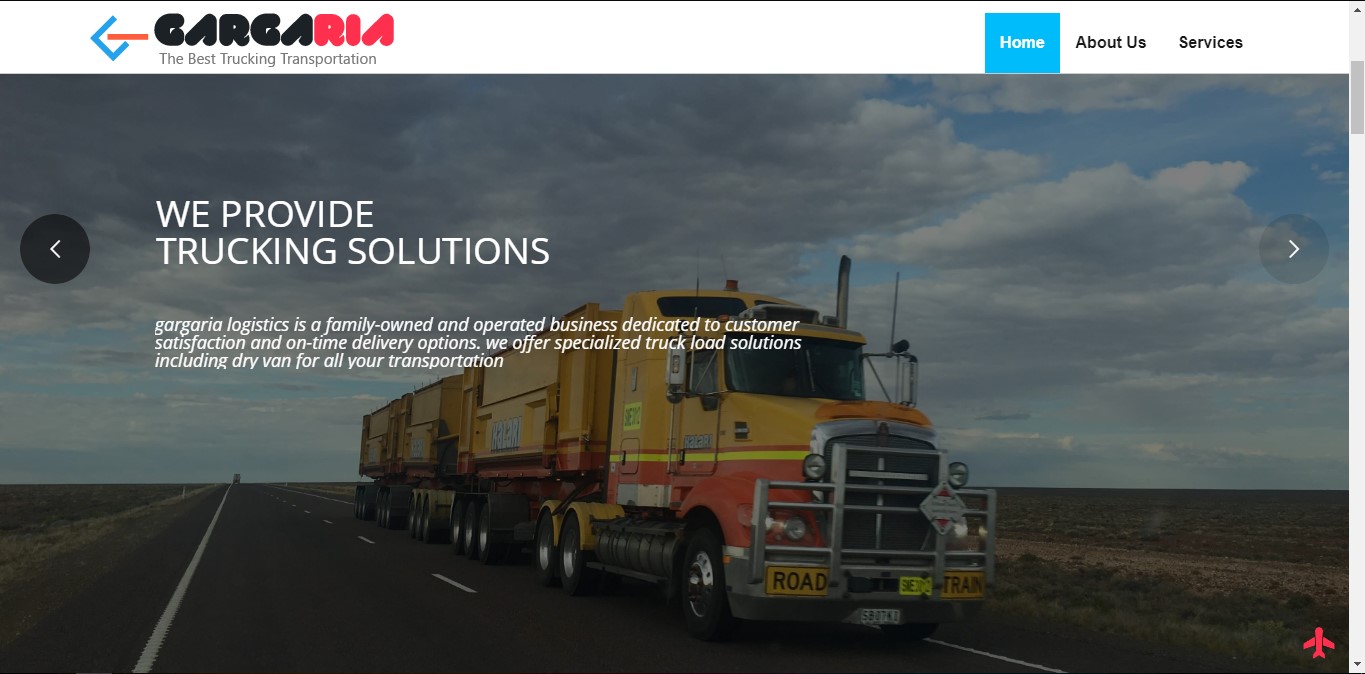 GARGARIA
The Best Trucking Transportation
Home About Us Services
WE PROVIDE
TRUCKING SOLUTIONS
gargaria logistics is a family-owned and operated business dedicated to customer
satisfaction and on-time delivery options. we offer specialized truck load solutions
including dry van for all your transportation
ROAD
TRAIN